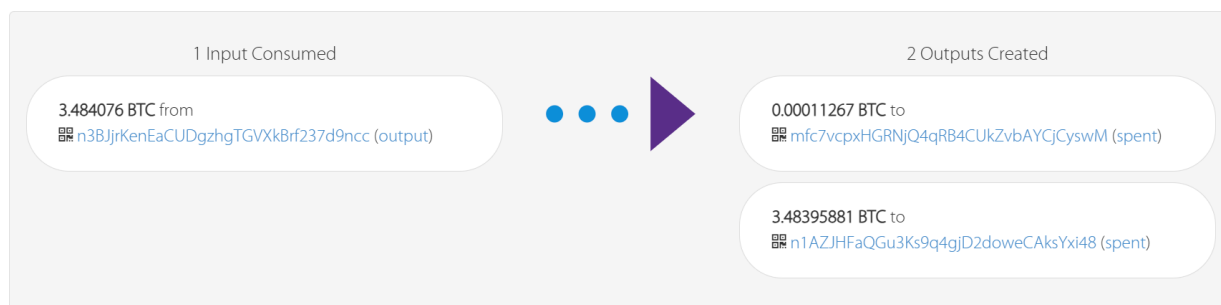 1 Input Consumed
3.484076 BTC from
n3BJjrKenEaCUDgzhgTGVXkBrf237d9ncc (output)
2 Outputs Created
0.00011267 BTC to
mfc7vcpxHGRNjQ4qRB4CUkZvbAYCjCyswM (spent)
3.48395881 BTC to
n1AZJHFaQGu3Ks9q4gjD2doweCAksYxi48 (spent)